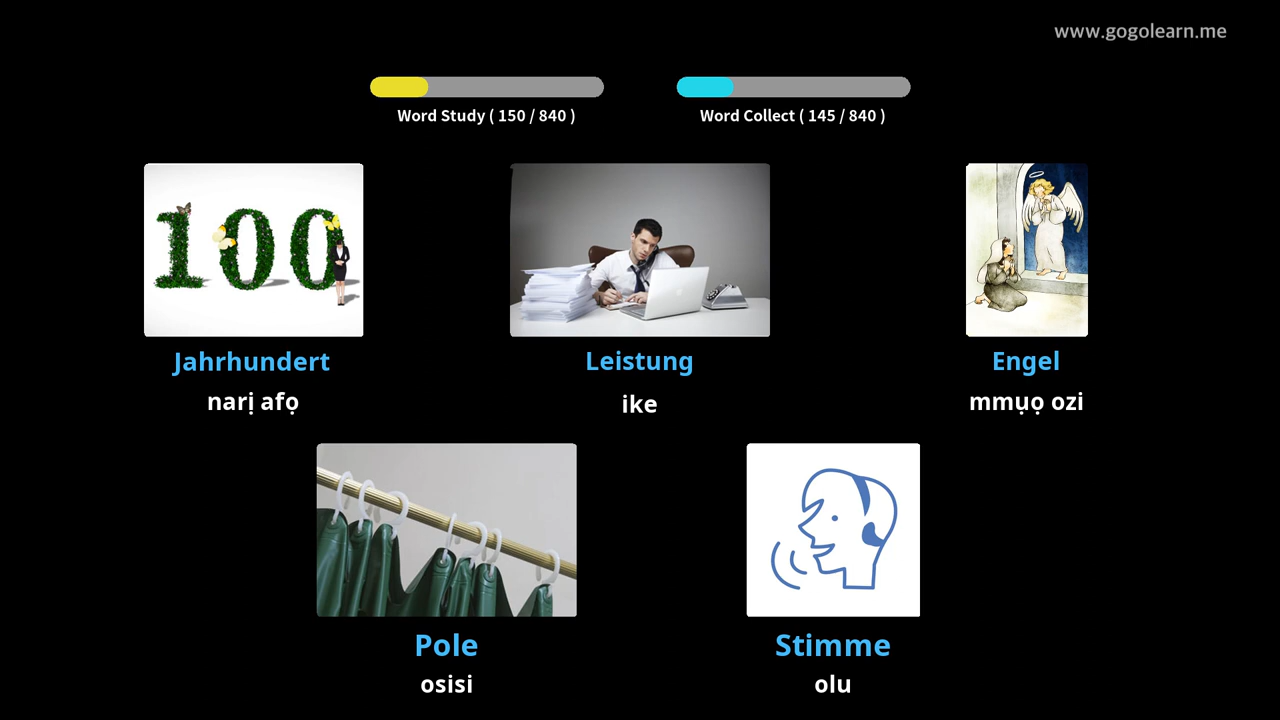 www.gogolearn.me
Word Study ( 150 / 840 )
Word Collect ( 145 / 840 )
100
Jahrhundert
narị afọ
Leistung
ike
Engel
mmụọ ozi
Pole
osisi
Stimme
olu